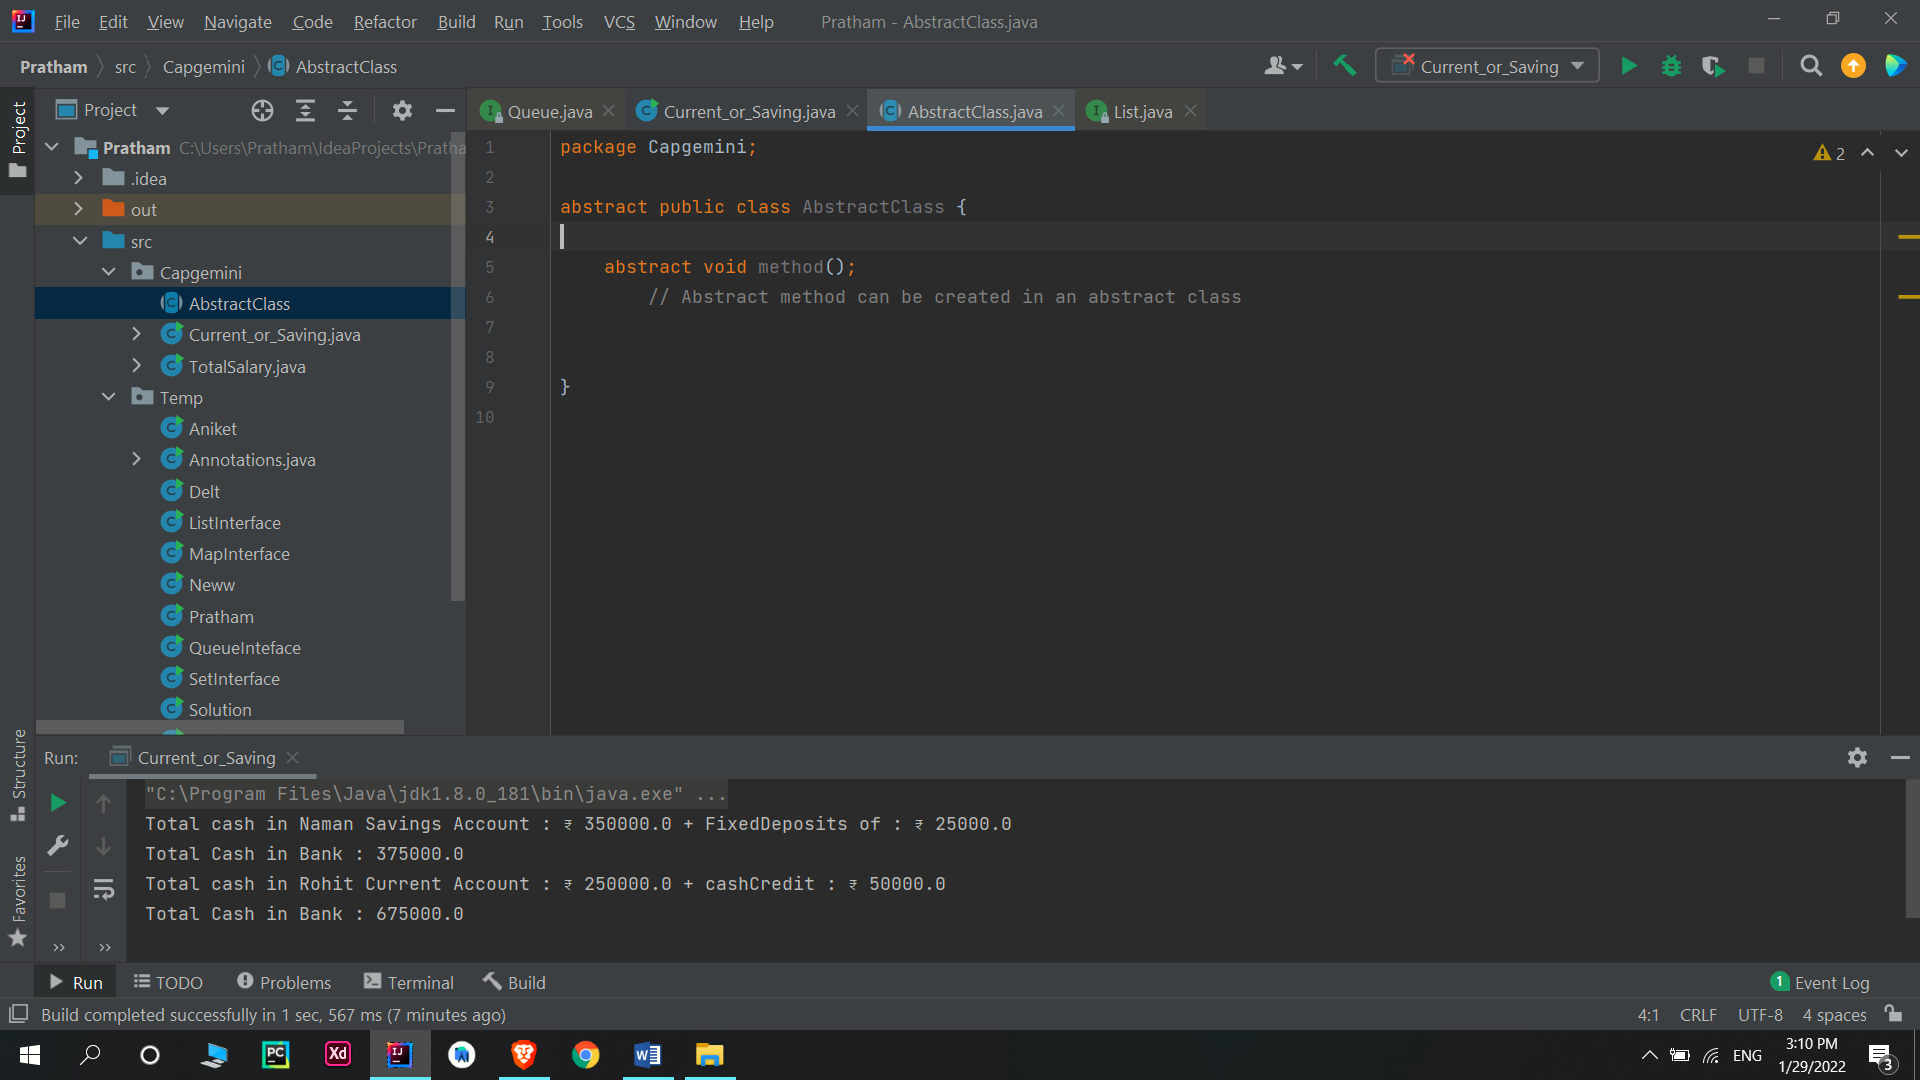 File Edit View Navigate Code Refactor Build Run Tools VCS Window Help Pratham - AbstractClass.java
Pratham src Capgemini AbstractClass
Current_or_Saving
Project
Project
Queue.java Current_or_Saving.java AbstractClass.java List.java
Pratham C:\Users\Pratham\IdeaProjects\Pratha
.idea
out
src
Capgemini
AbstractClass
Current_or_Saving.java
TotalSalary.java
Temp
Aniket
Annotations.java
Delt
ListInterface
MapInterface
Neww
Pratham
QueueInteface
SetInterface
Solution
1 package Capgemini;
2
3 abstract public class AbstractClass {
4
5 abstract void method();
6 // Abstract method can be created in an abstract class
7
8
9 }
10
2
Structure
Favorites
Run: Current_or_Saving
"C:\Program Files\Java\jdk1.8.0_181\bin\java.exe" ...
Total cash in Naman Savings Account : ₹ 350000.0 + FixedDeposits of : ₹ 25000.0
Total Cash in Bank : 375000.0
Total cash in Rohit Current Account : ₹ 250000.0 + cashCredit : ₹ 50000.0
Total Cash in Bank : 675000.0
Run TODO Problems Terminal Build 1 Event Log
Build completed successfully in 1 sec, 567 ms (7 minutes ago) 4:1 CRLF UTF-8 4 spaces
PC Xd IJ W ENG 3:10 PM
1/29/2022 3